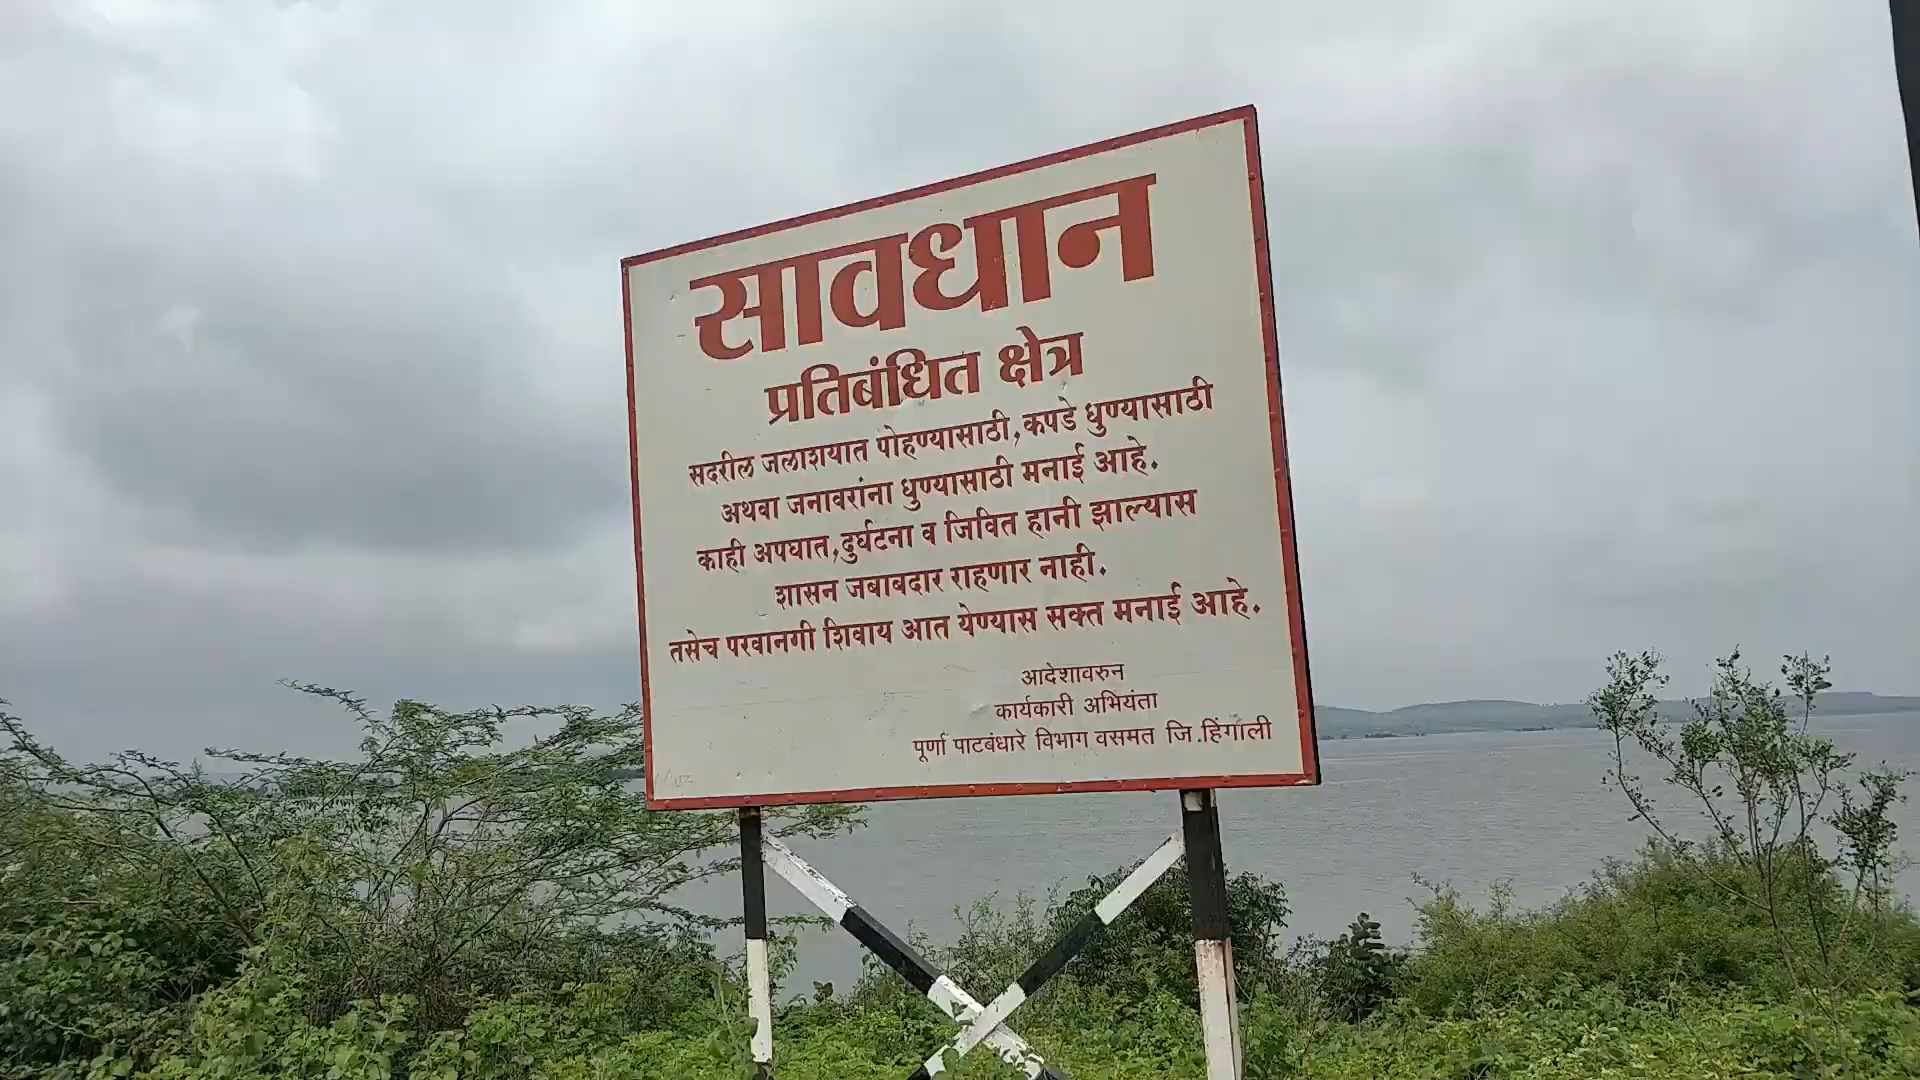 सावधान
प्रतिबंधित क्षेत्र
सदरील जलाशयात पोहण्यासाठी,कपडे धुण्यासाठी
अथवा जनावरांना धुण्यासाठी मनाई आहे.
काही अपघात,दुर्घटना व जिवित हानी झाल्यास
शासन जबाबदार राहणार नाही.
तसेच परवानगी शिवाय आत येण्यास सक्त मनाई आहे.
आदेशावरुन
कार्यकारी अभियंता
पूर्णा पाटबंधारे विभाग वसमत जि.हिंगोली